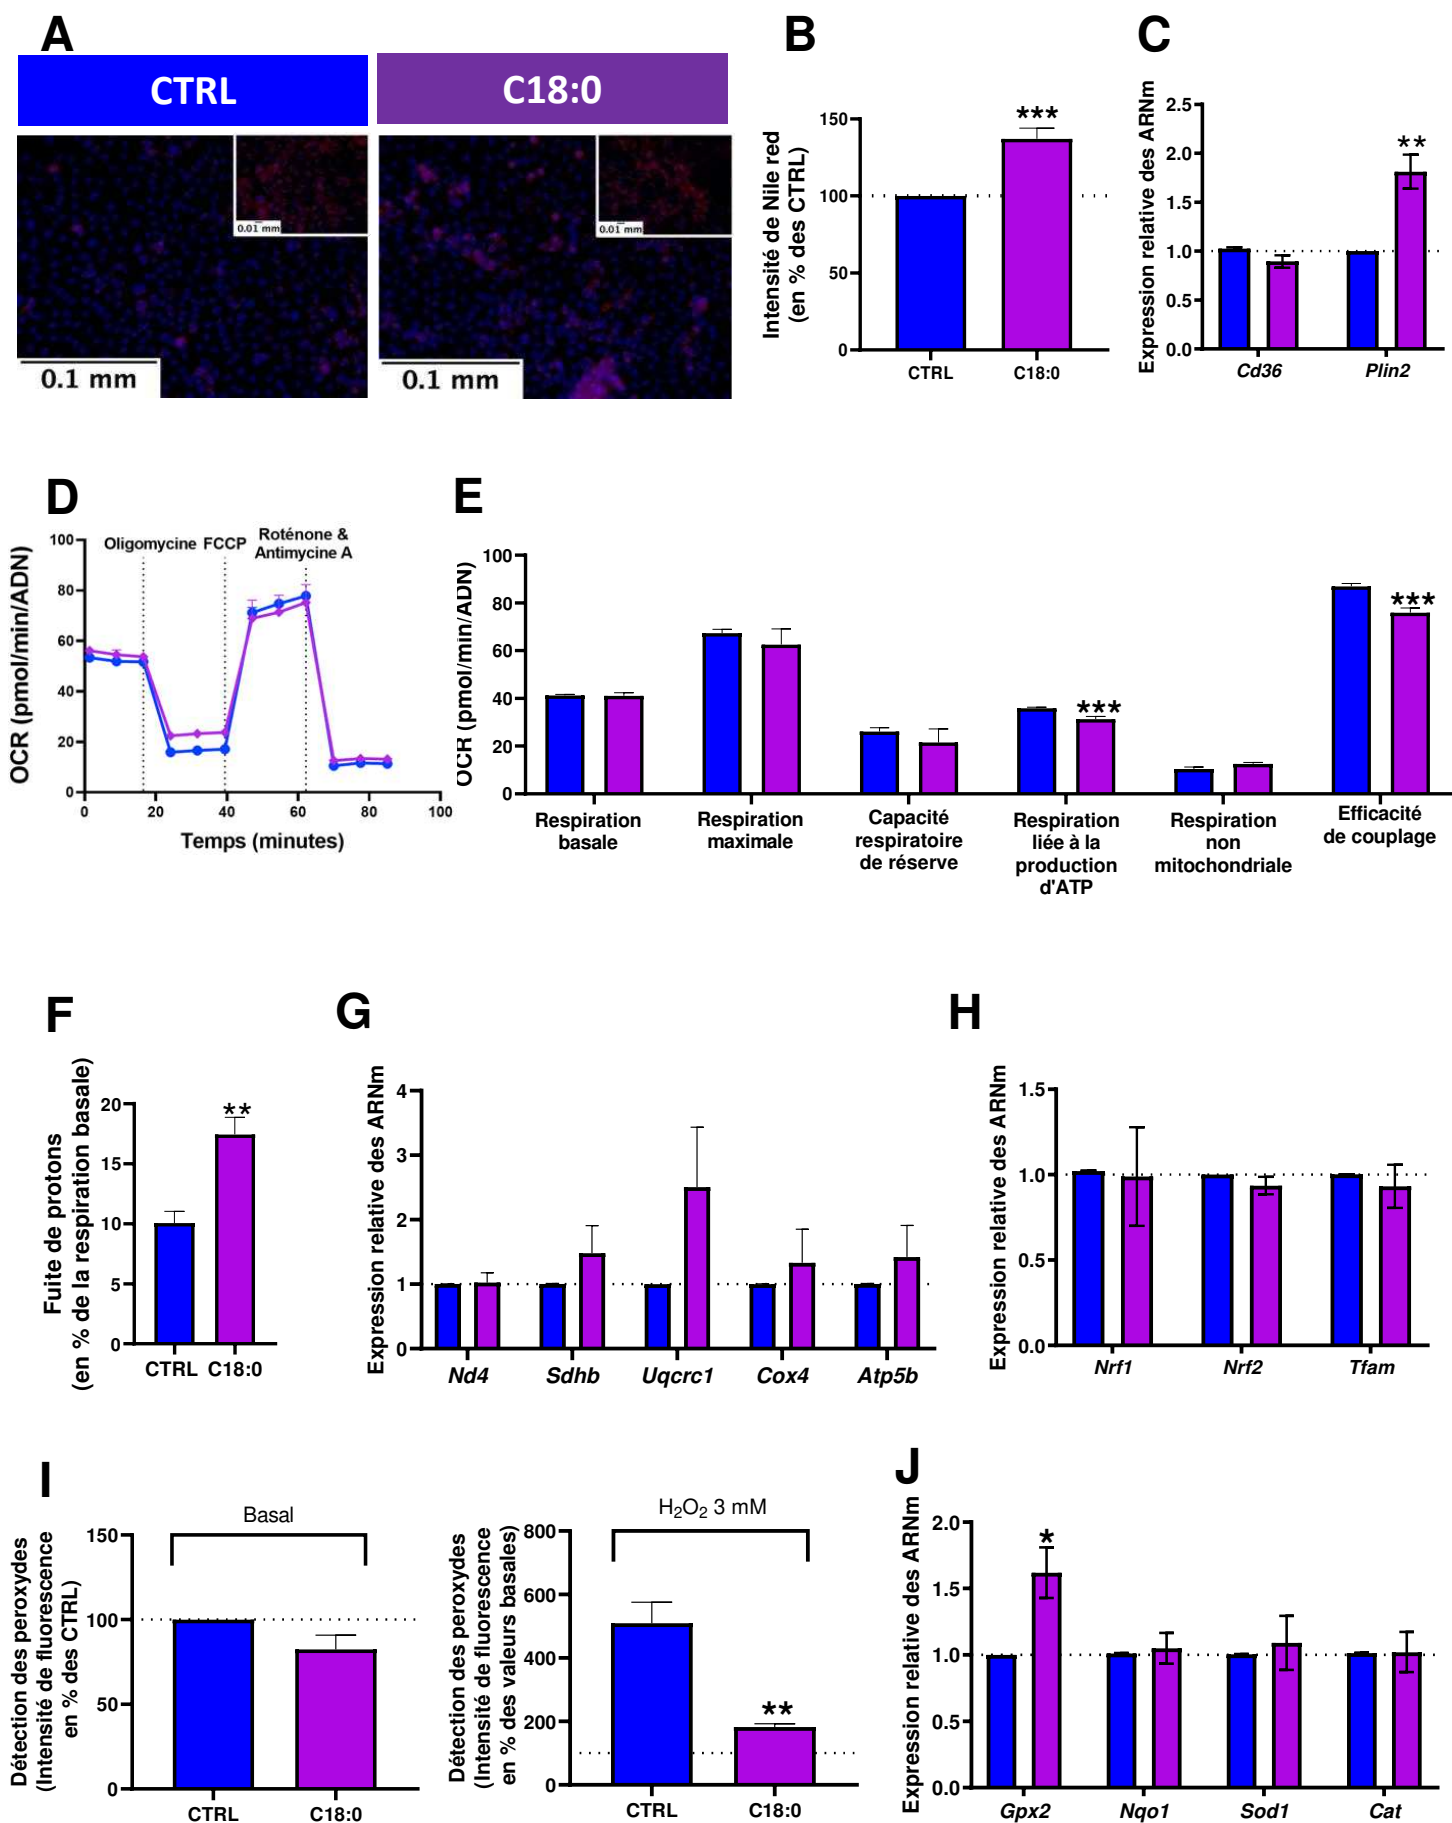 A
CTRL
C18:0
0.01 mm
0.01 mm
0.1 mm
0.1 mm
B
Intensité de Nile red
(en % des CTRL)
150
100
50
0
CTRL
C18:0
***
C
Expression relative des ARNm
2.5
2.0
1.5
1.0
0.5
0.0
**
Cd36
Plin2
D
OCR (pmol/min/ADN)
100
80
60
40
20
0
Oligomycine
FCCP
Roténone &
Antimycine A
0
20
40
60
80
100
Temps (minutes)
E
OCR (pmol/min/ADN)
100
80
60
40
20
0
***
***
Respiration
basale
Respiration
maximale
Capacité
respiratoire
de réserve
Respiration
liée à la
production
d'ATP
Respiration
non
mitochondriale
Efficacité
de couplage
F
Fuite de protons
(en % de la respiration basale)
20
15
10
5
0
**
CTRL
C18:0
G
Expression relative des ARNm
4
3
2
1
0
Nd4
Sdhb
Uqcrc1
Cox4
Atp5b
H
Expression relative des ARNm
1.5
1.0
0.5
0.0
Nrf1
Nrf2
Tfam
I
Détection des peroxydes
(Intensité de fluorescence
en % des CTRL)
150
100
50
0
Basal
CTRL
C18:0
Détection des peroxydes
(Intensité de fluorescence
en % des valeurs basales)
800
600
400
200
0
H₂O₂ 3 mM
**
CTRL
C18:0
J
Expression relative des ARNm
2.0
1.5
1.0
0.5
0.0
*
Gpx2
Nqo1
Sod1
Cat